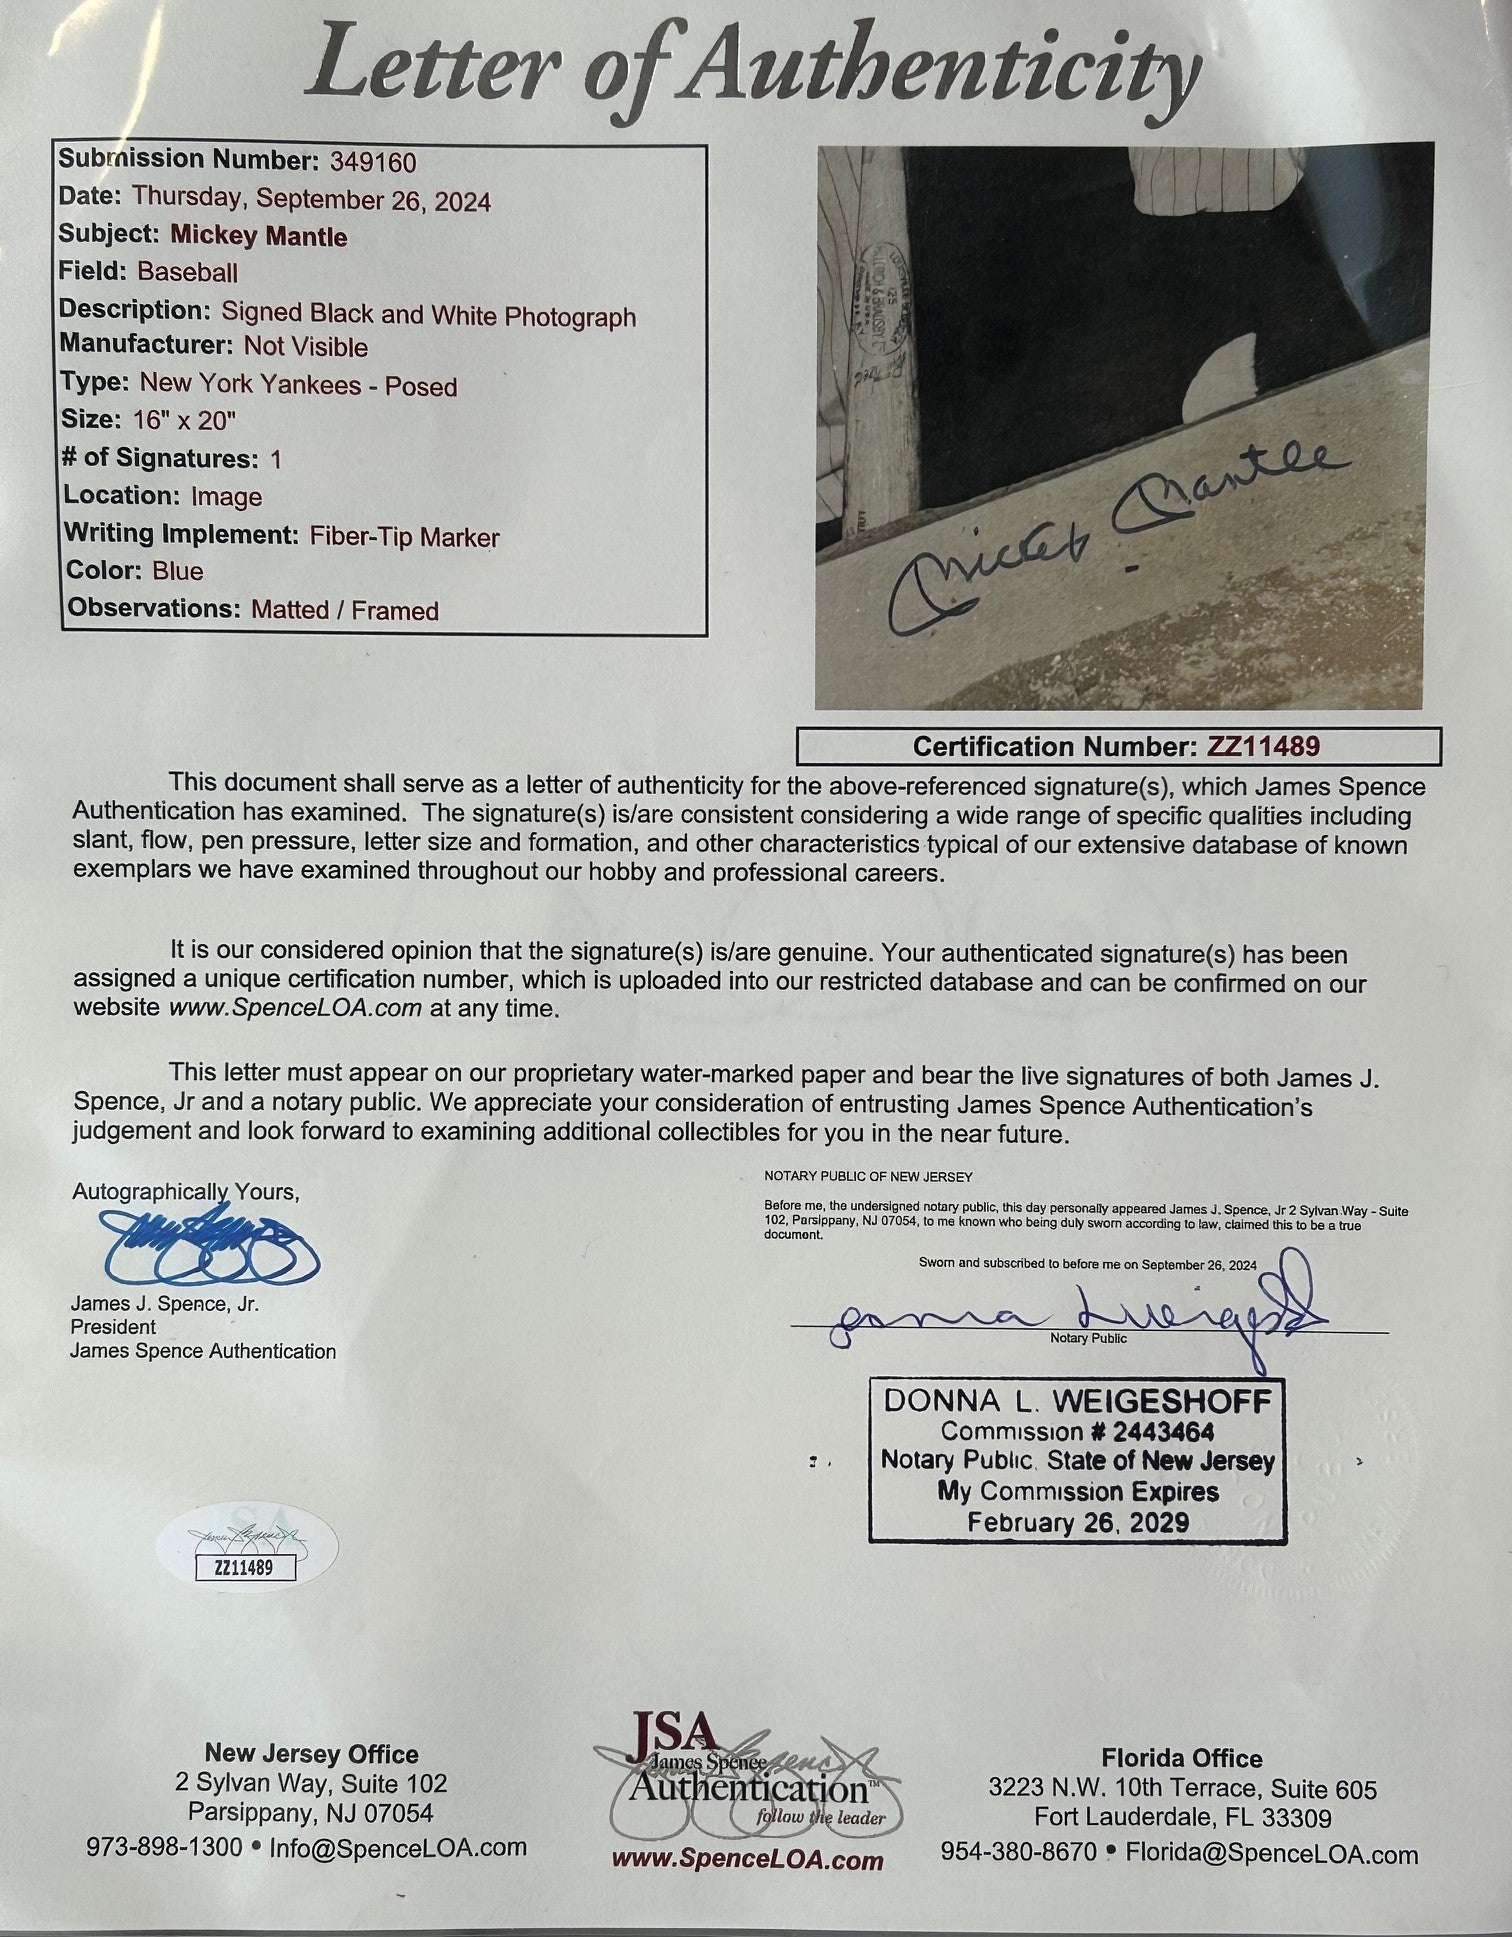 Letter of Authenticity
Submission Number: 349160
Date: Thursday, September 26, 2024
Subject: Mickey Mantle
Field: Baseball
Description: Signed Black and White Photograph
Manufacturer: Not Visible
Type: New York Yankees - Posed
Size: 16" x 20"
# of Signatures: 1
Location: Image
Writing Implement: Fiber-Tip Marker
Color: Blue
Observations: Matted / Framed
125
Mickey Mantle
Certification Number: ZZ11489
This document shall serve as a letter of authenticity for the above-referenced signature(s), which James Spence
Authentication has examined. The signature(s) is/are consistent considering a wide range of specific qualities including
slant, flow, pen pressure, letter size and formation, and other characteristics typical of our extensive database of known
exemplars we have examined throughout our hobby and professional careers.
It is our considered opinion that the signature(s) is/are genuine. Your authenticated signature(s) has been
assigned a unique certification number, which is uploaded into our restricted database and can be confirmed on our
website www.SpenceLOA.com at any time.
This letter must appear on our proprietary water-marked paper and bear the live signatures of both James J.
Spence, Jr and a notary public. We appreciate your consideration of entrusting James Spence Authentication's
judgement and look forward to examining additional collectibles for you in the near future.
Autographically Yours,
James J. Spence, Jr.
President
James Spence Authentication
NOTARY PUBLIC OF NEW JERSEY
Before me, the undersigned notary public, this day personally appeared James J. Spence, Jr 2 Sylvan Way - Suite
102, Parsippany, NJ 07054, to me known who being duly sworn according to law, claimed this to be a true
document.
Sworn and subscribed to before me on September 26, 2024
Notary Public
DONNA L. WEIGESHOFF
Commission # 2443464
Notary Public, State of New Jersey
My Commission Expires
February 26, 2029
JSA
ZZ11489
New Jersey Office
2 Sylvan Way, Suite 102
Parsippany, NJ 07054
973-898-1300 • Info@SpenceLOA.com
JSA
James Spence
Authentication™
follow the leader
www.SpenceLOA.com
Florida Office
3223 N.W. 10th Terrace, Suite 605
Fort Lauderdale, FL 33309
954-380-8670 • Florida@SpenceLOA.com